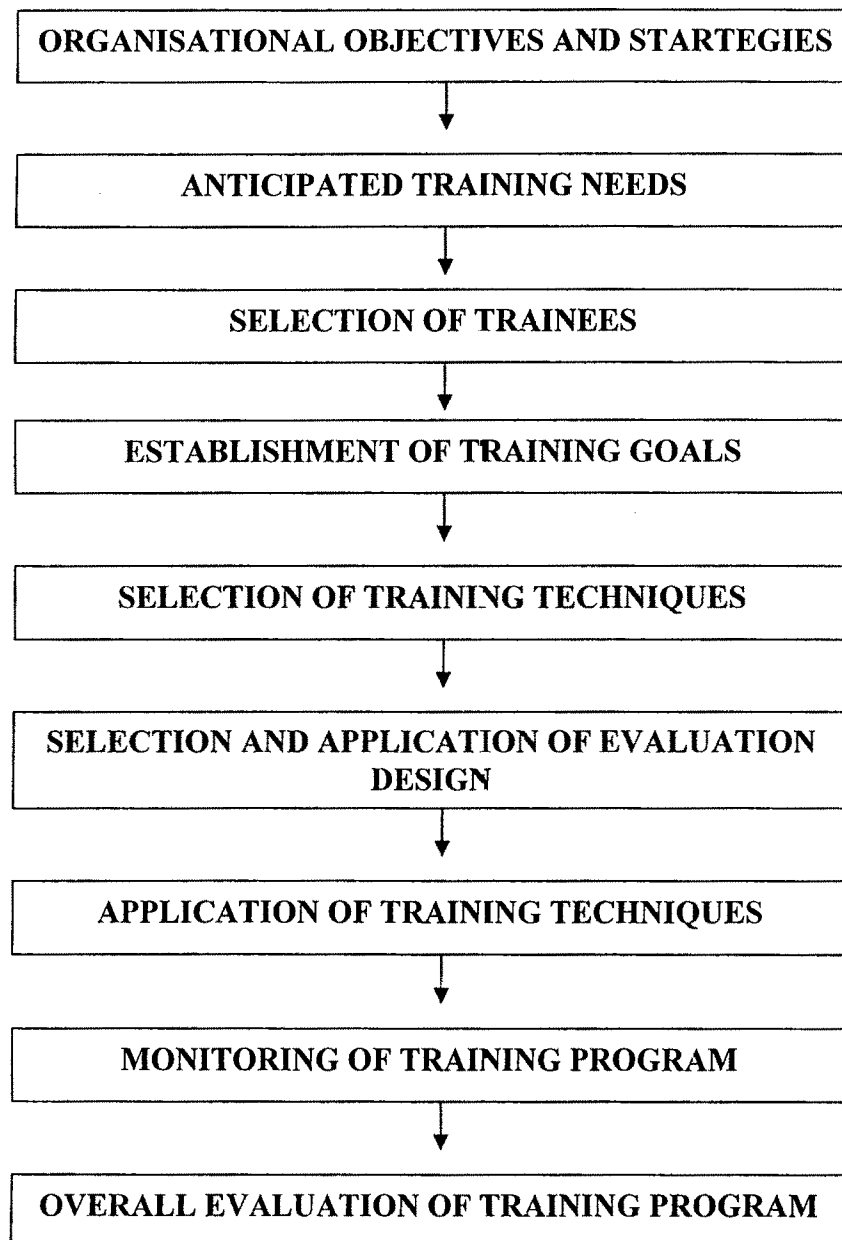 ORGANISATIONAL OBJECTIVES AND STARTEGIES
ANTICIPATED TRAINING NEEDS
SELECTION OF TRAINEES
ESTABLISHMENT OF TRAINING GOALS
SELECTION OF TRAINING TECHNIQUES
SELECTION AND APPLICATION OF EVALUATION
DESIGN
APPLICATION OF TRAINING TECHNIQUES
MONITORING OF TRAINING PROGRAM
OVERALL EVALUATION OF TRAINING PROGRAM